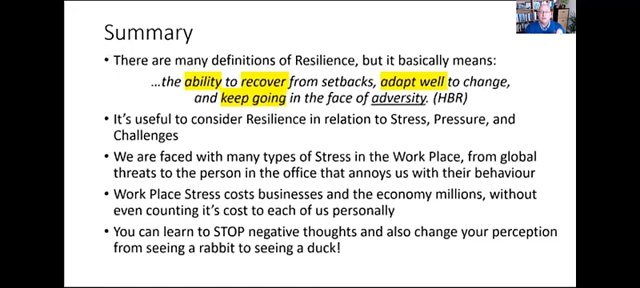 Summary
• There are many definitions of Resilience, but it basically means:
...the ability to recover from setbacks, adapt well to change,
and keep going in the face of adversity. (HBR)
• It's useful to consider Resilience in relation to Stress, Pressure, and
Challenges
• We are faced with many types of Stress in the Work Place, from global
threats to the person in the office that annoys us with their behaviour
• Work Place Stress costs businesses and the economy millions, without
even counting it's cost to each of us personally
• You can learn to STOP negative thoughts and also change your perception
from seeing a rabbit to seeing a duck!